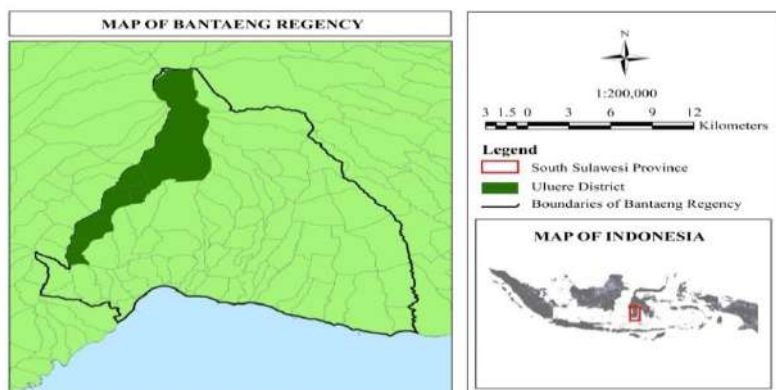 MAP OF BANTAENG REGENCY
N
1:200,000
3 1.5 0 3 6 9 12
Kilometers
Legend
South Sulawesi Province
Uluere District
Boundaries of Bantaeng Regency
MAP OF INDONESIA